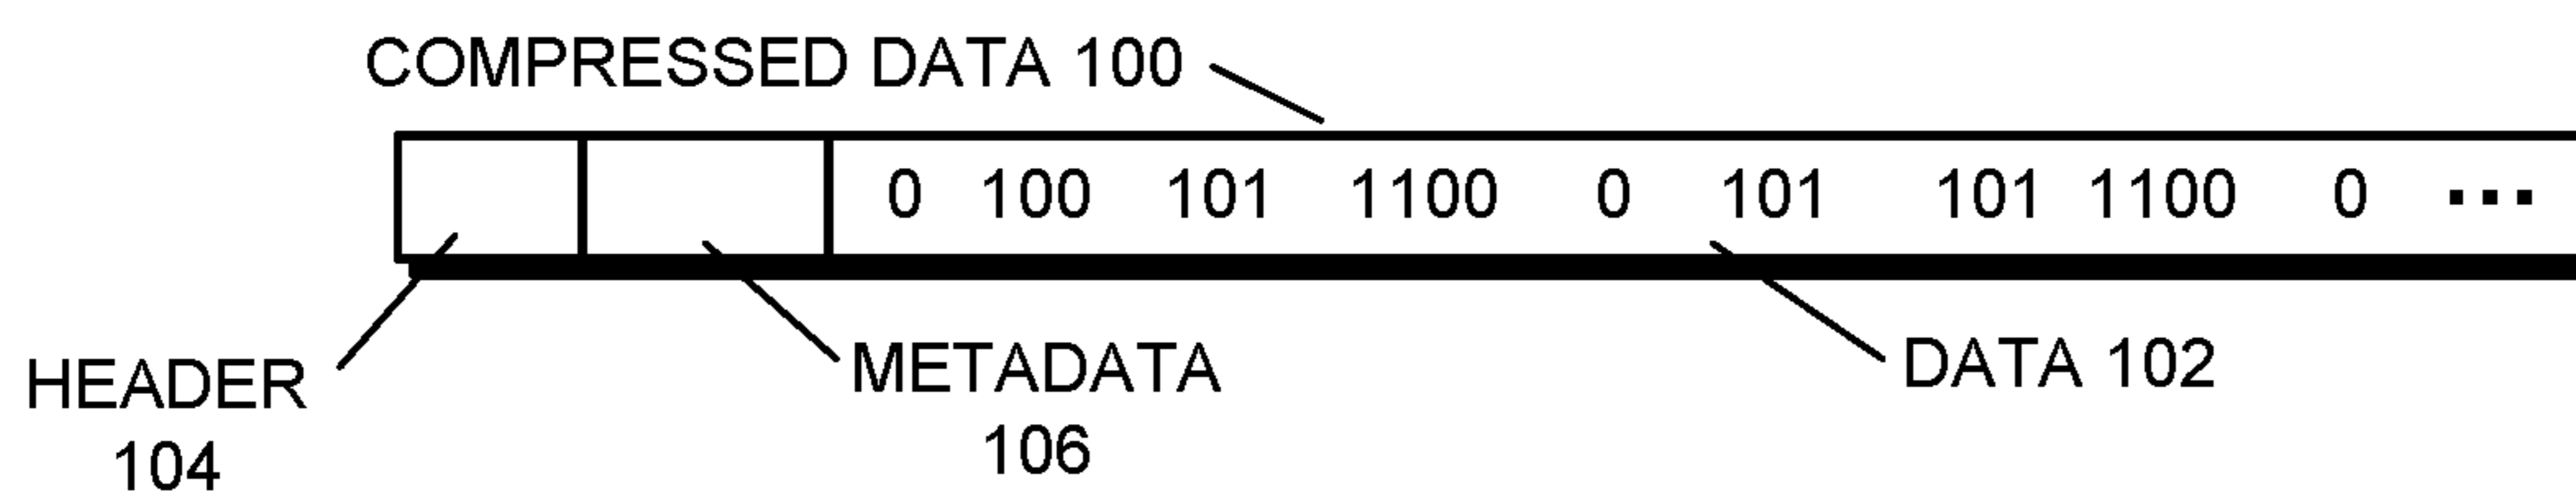 COMPRESSED DATA 100
0 100 101 1100 0 101 101 1100 0 ...
HEADER
104
METADATA
106
DATA 102